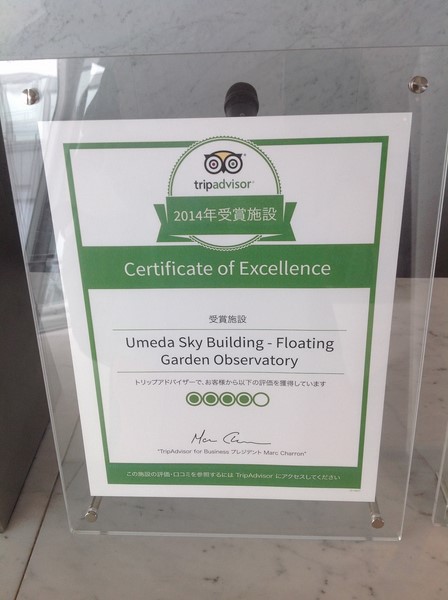 tripadvisor®
2014年受賞施設
Certificate of Excellence
受賞施設
Umeda Sky Building - Floating
Garden Observatory
トリップアドバイザーで、お客様から以下の評価を獲得しています
Marc Charron
"TripAdvisor for Business プレジデント Marc Charron"
この施設の評価・口コミを参照するには TripAdvisor にアクセスしてください